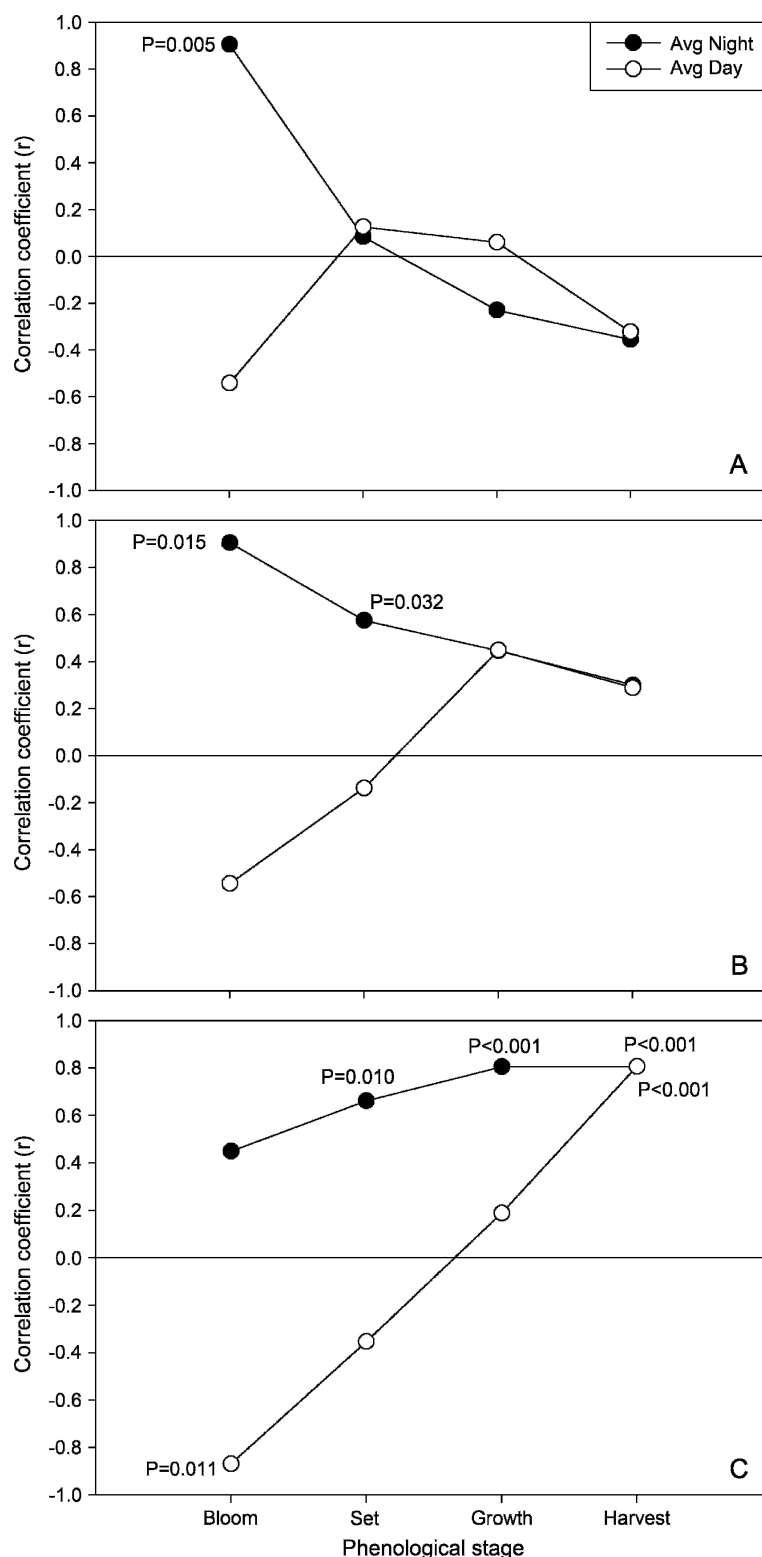 1.0
0.8
0.6
0.4
0.2
0.0
-0.2
-0.4
-0.6
-0.8
-1.0
Correlation coefficient (r)
P=0.005
Avg Night
Avg Day
A
1.0
0.8
0.6
0.4
0.2
0.0
-0.2
-0.4
-0.6
-0.8
-1.0
Correlation coefficient (r)
P=0.015
P=0.032
B
1.0
0.8
0.6
0.4
0.2
0.0
-0.2
-0.4
-0.6
-0.8
-1.0
Correlation coefficient (r)
P=0.010
P<0.001
P<0.001
P<0.001
P=0.011
C
Bloom Set Growth Harvest
Phenological stage